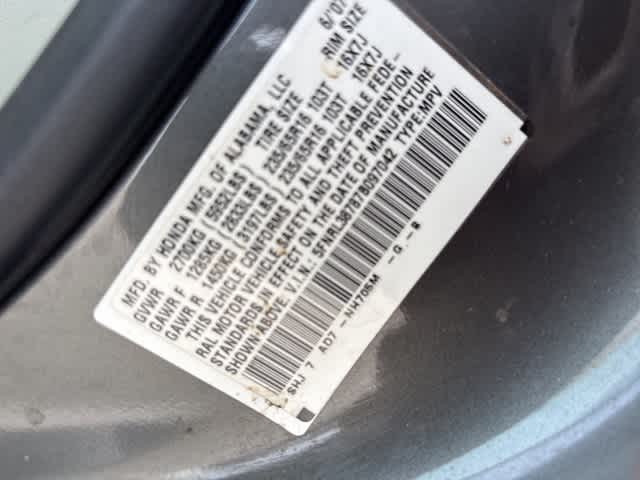 MFD. BY HONDA MFG. OF ALABAMA, LLC 6/07
GVWR 2700KG 5952LBS TIRE SIZE RIM SIZE
GAWR F 1285KG 2833LBS 235/65R16 103T 16X7J
GAWR R 1450KG 3197LBS 235/65R16 103T 16X7J
THIS VEHICLE CONFORMS TO ALL APPLICABLE FEDE-
RAL MOTOR VEHICLE SAFETY AND THEFT PREVENTION
STANDARDS IN EFFECT ON THE DATE OF MANUFACTURE
SHOWN ABOVE. V.I.N. 5FNRL38787B097042 TYPE:MPV
SHJ 7 AD7 - NH705M - G - B